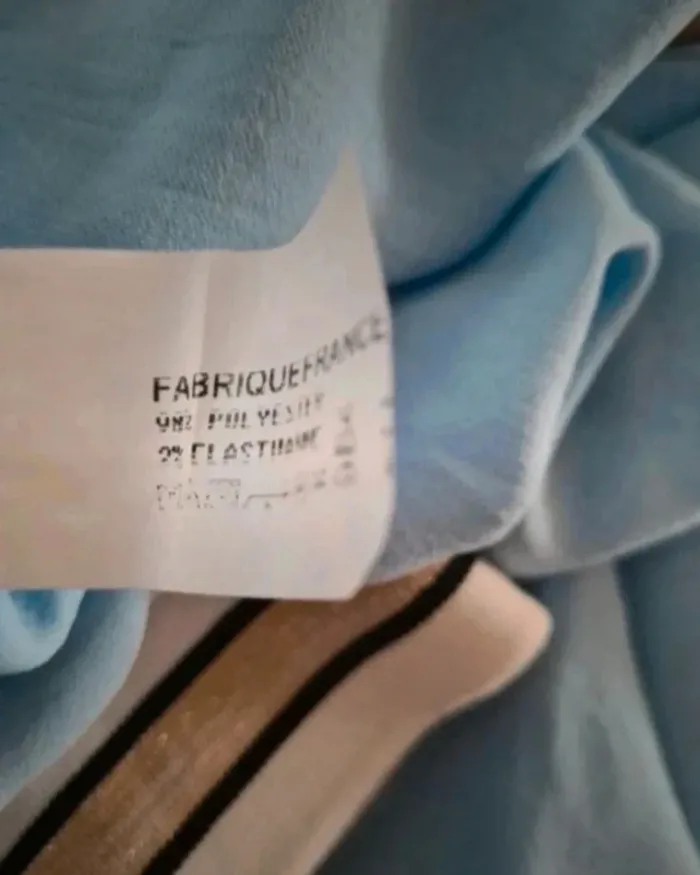 FABRIQUEFRANCE
98% POLYESTER
2% ELASTHANNE